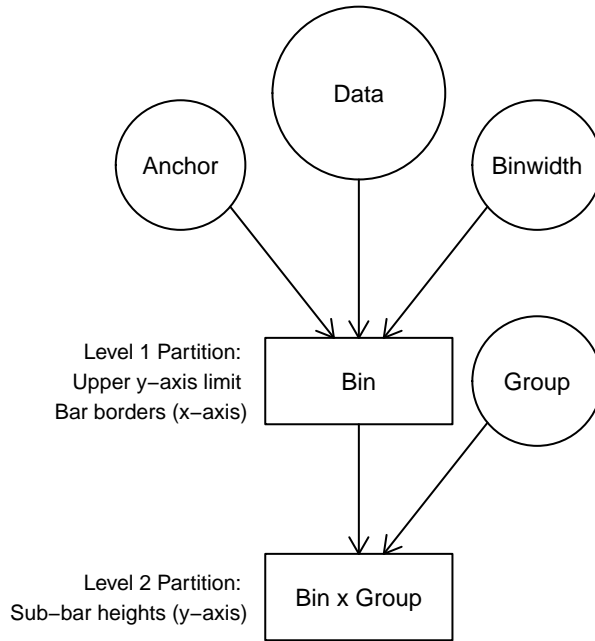 Data
Anchor
Binwidth
Level 1 Partition:
Upper y−axis limit
Bar borders (x−axis)
Bin
Group
Level 2 Partition:
Sub−bar heights (y−axis)
Bin x Group